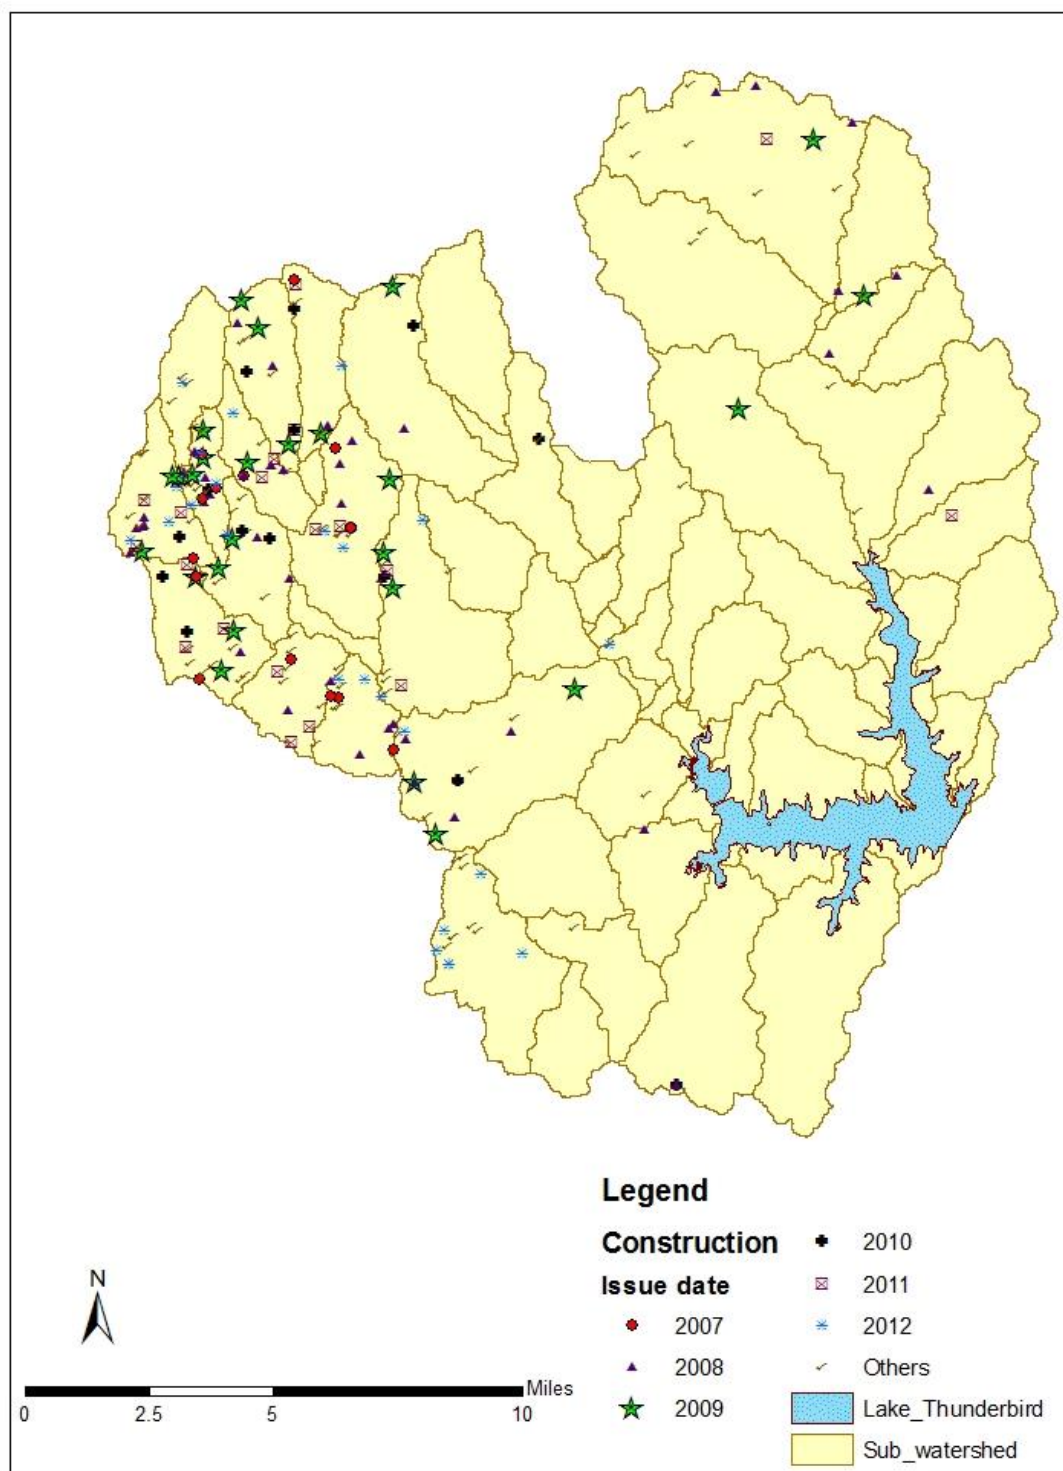 Legend
Construction
Issue date
2007
2008
2009
2010
2011
2012
Others
Lake_Thunderbird
Sub_watershed
N
Miles
0 2.5 5 10